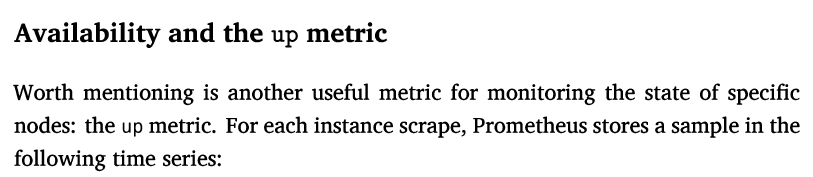 Availability and the up metric
Worth mentioning is another useful metric for monitoring the state of specific
nodes: the up metric. For each instance scrape, Prometheus stores a sample in the
following time series: